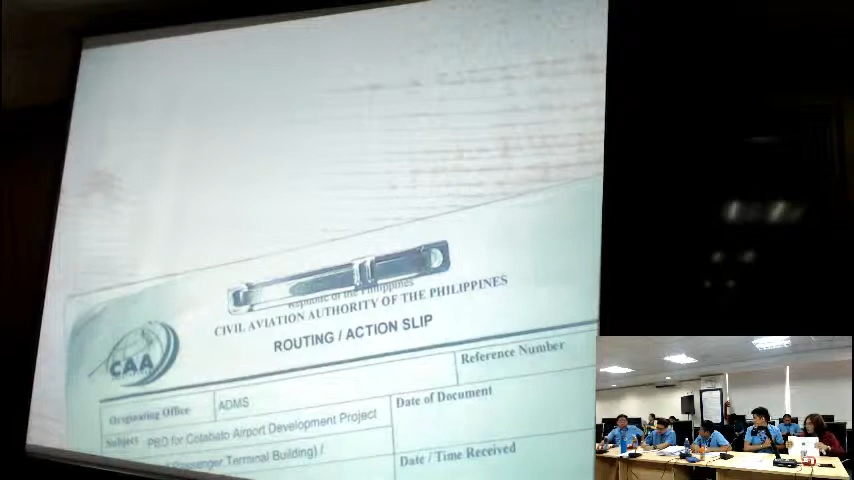 Republic of the Philippines
CIVIL AVIATION AUTHORITY OF THE PHILIPPINES
ROUTING / ACTION SLIP
CAA
Reference Number
Originating Office
ADMS
Date of Document
Subject
PBD for Cotabato Airport Development Project
Passenger Terminal Building) /
Date / Time Received